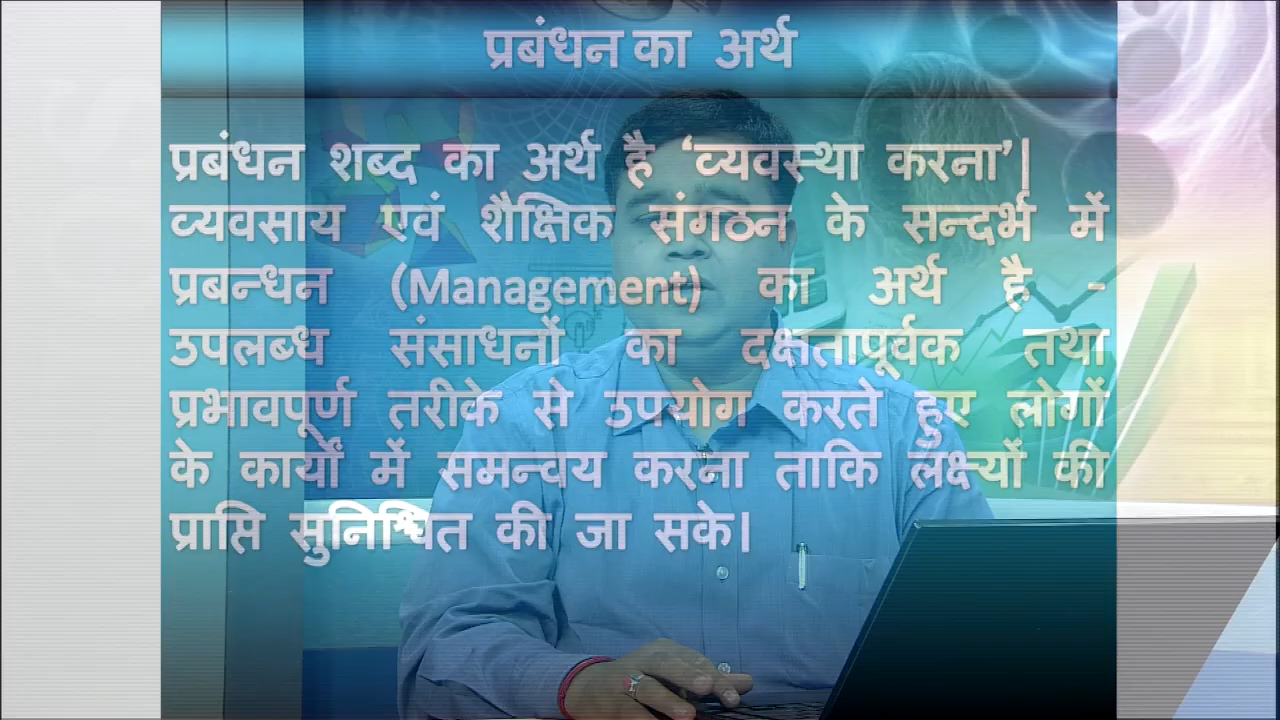 प्रबंधन का अर्थ
प्रबंधन शब्द का अर्थ है ‘व्यवस्था करना’|
व्यवसाय एवं शैक्षिक संगठन के सन्दर्भ में
प्रबन्धन (Management) का अर्थ है -
उपलब्ध संसाधनों का दक्षतापूर्वक तथा
प्रभावपूर्ण तरीके से उपयोग करते हुए लोगों
के कार्यों में समन्वय करना ताकि लक्ष्यों की
प्राप्ति सुनिश्चित की जा सके।